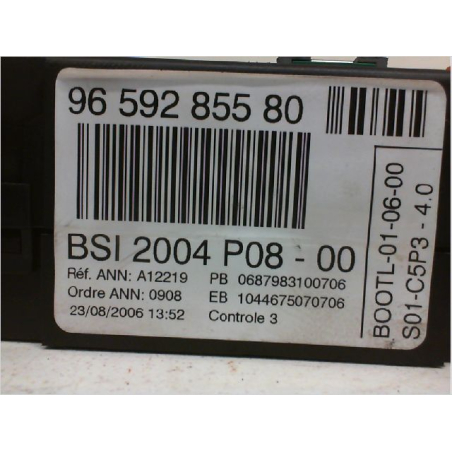 96 592 855 80
BSI 2004 P08 - 00
Réf. ANN: A12219 PB 0687983100706
Ordre ANN: 0908 EB 1044675070706
23/08/2006 13:52 Controle 3
BOOTL-01-06-00
S01-C5P3 - 4.0